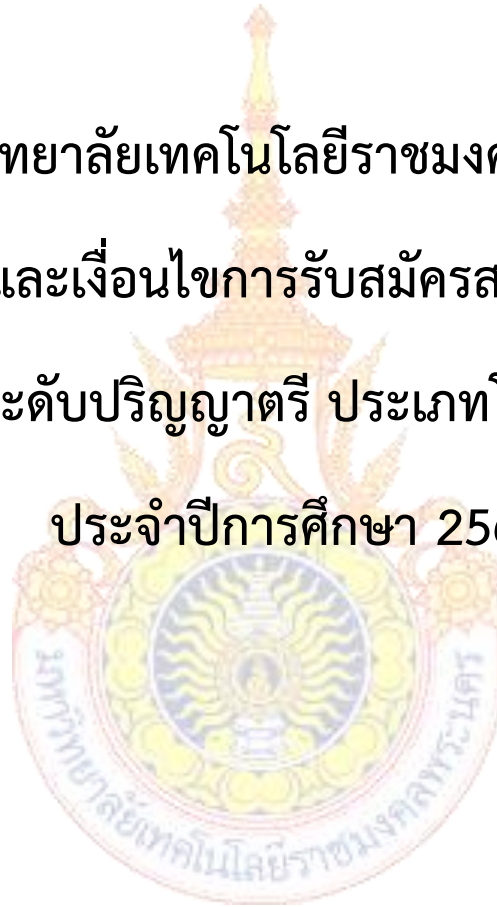 ทยาลัยเทคโนโลยีราชมงค
และเงื่อนไขการรับสมัครส
ะดับปริญญาตรี ประเภทโ
ประจำปีการศึกษา 256
มหาวิทยาลัยเทคโนโลยีราชมงคลพระนคร